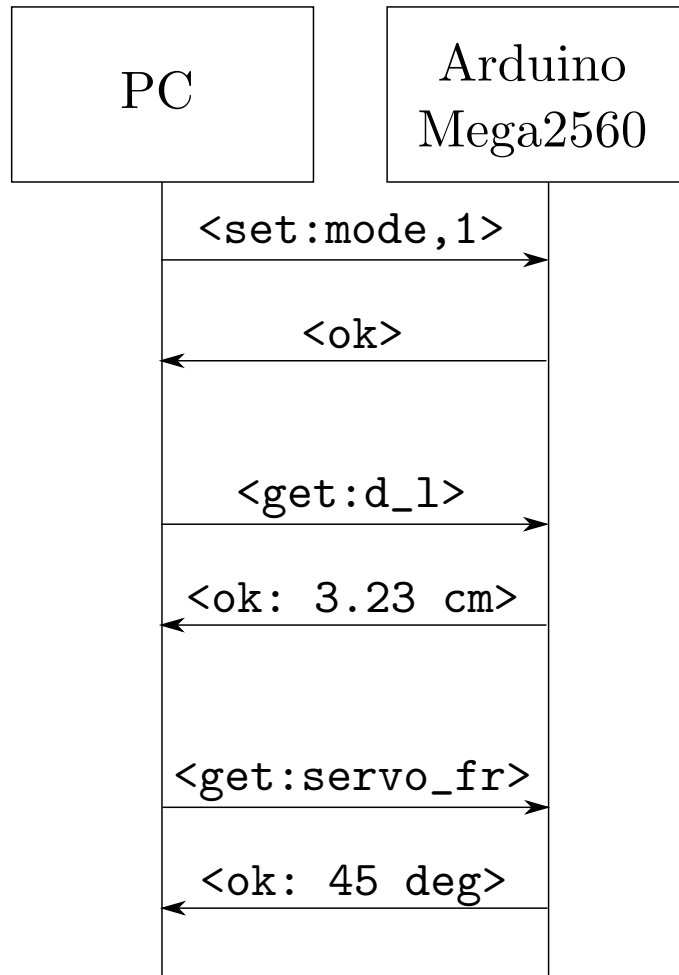 PC
Arduino
Mega2560
<set:mode,1>
<ok>
<get:d_l>
<ok: 3.23 cm>
<get:servo_fr>
<ok: 45 deg>